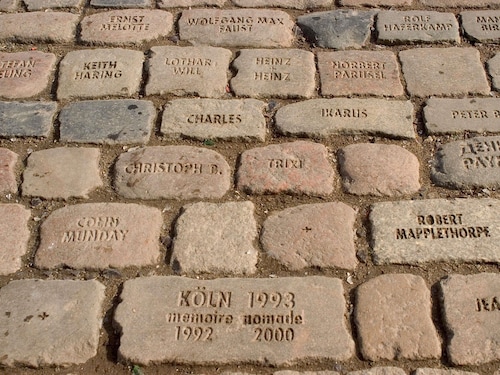 ERNST
MELOTTE
WOLFGANG MAX
FAUST
ROLF
HAFERKAMP
KEITH
HARING
LOTHAR
WILL
HEINZ
HEINZ
NORBERT
CHARLES
IKARUS
PETER
CHRISTOPH B.
TRIXI
COHN
MUNDAY
ROBERT
MAPPLETHORPE
KÖLN 1993
memoire nomade
1992 2000